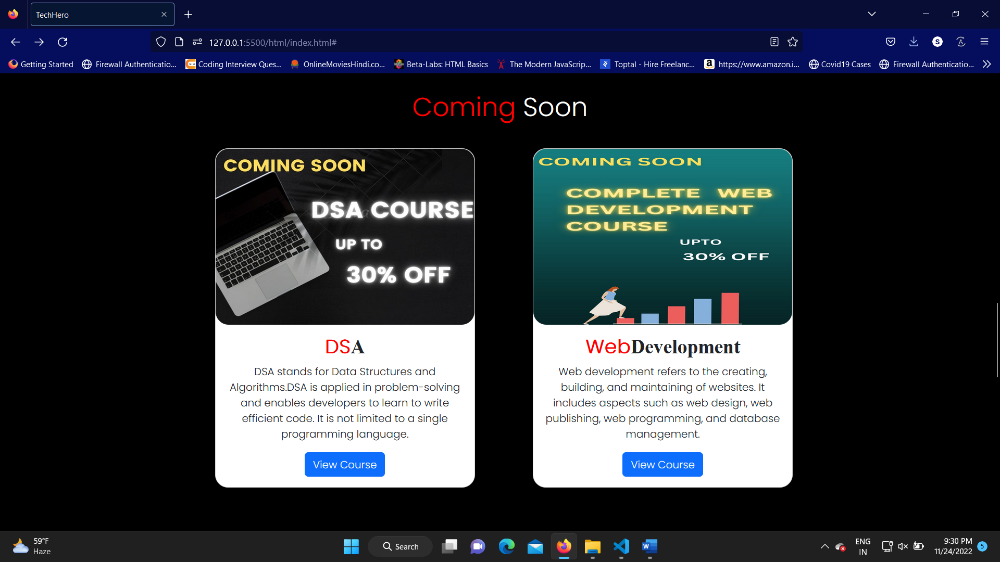 TechHero
127.0.0.1:5500/html/index.html#
S
Getting Started
Firewall Authenticatio...
Coding Interview Ques...
OnlineMoviesHindi.co...
Beta-Labs: HTML Basics
The Modern JavaScrip...
Toptal - Hire Freelanc...
https://www.amazon.i...
Covid19 Cases
Firewall Authenticatio...
Coming Soon
COMING SOON
DSA COURSE
UP TO
30% OFF
DSA
DSA stands for Data Structures and
Algorithms.DSA is applied in problem-solving
and enables developers to learn to write
efficient code. It is not limited to a single
programming language.
View Course
COMING SOON
COMPLETE WEB
DEVELOPMENT
COURSE
UPTO
30% OFF
WebDevelopment
Web development refers to the creating,
building, and maintaining of websites. It
includes aspects such as web design, web
publishing, web programming, and database
management.
View Course
59°F
Haze
Search
ENG
IN
9:30 PM
11/24/2022
5